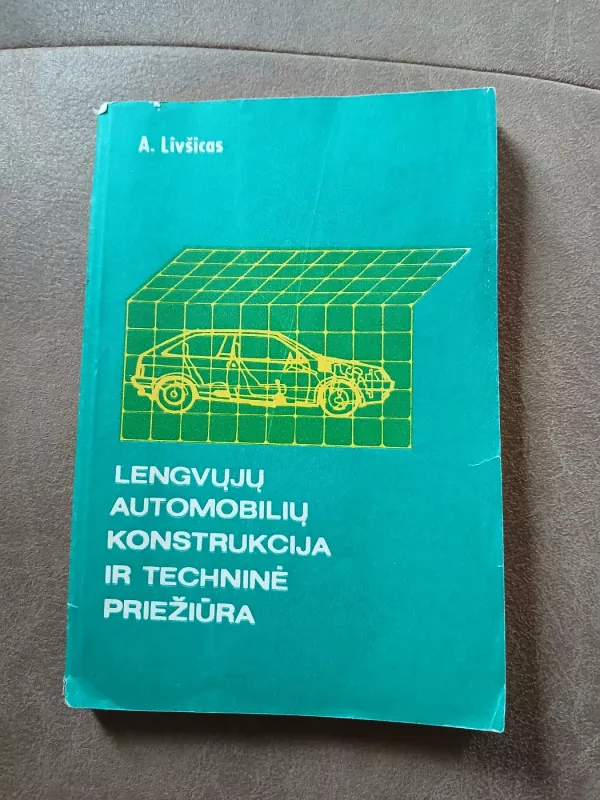 A. Livšicas
LENGVŲJŲ
AUTOMOBILIŲ
KONSTRUKCIJA
IR TECHNINĖ
PRIEŽIŪRA